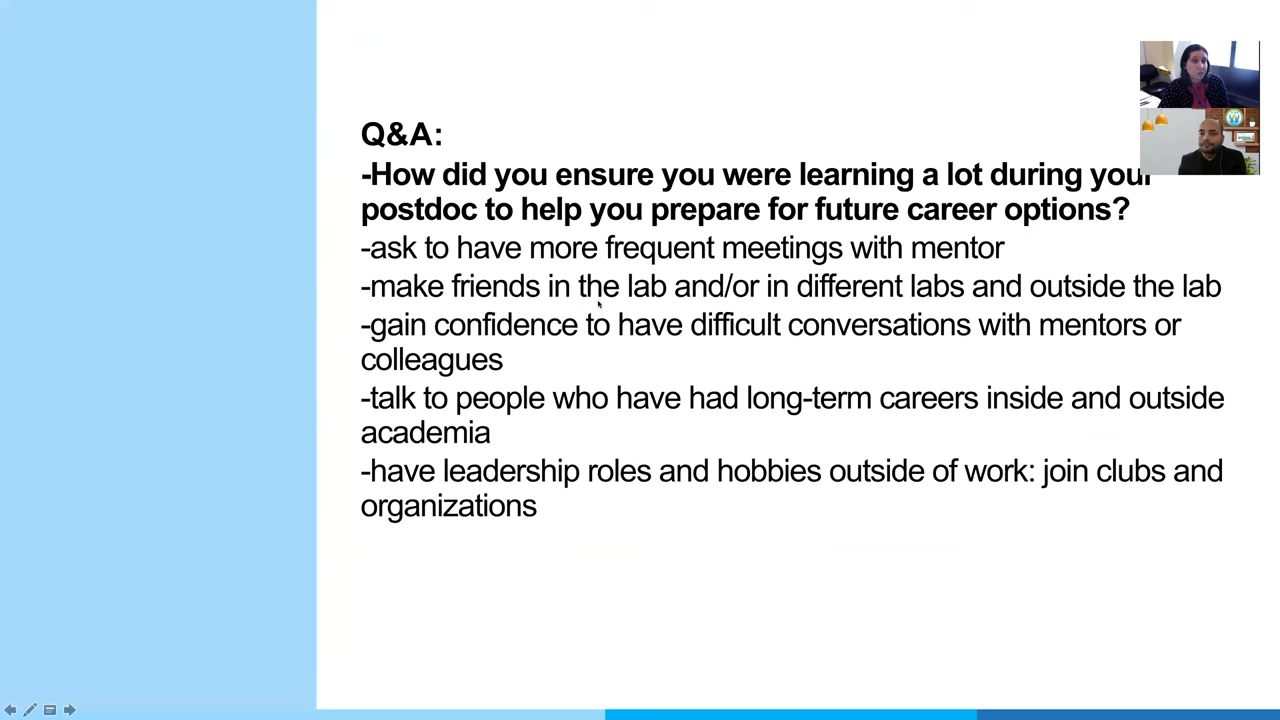 Q&A:
-How did you ensure you were learning a lot during your
postdoc to help you prepare for future career options?
-ask to have more frequent meetings with mentor
-make friends in the lab and/or in different labs and outside the lab
-gain confidence to have difficult conversations with mentors or
colleagues
-talk to people who have had long-term careers inside and outside
academia
-have leadership roles and hobbies outside of work: join clubs and
organizations